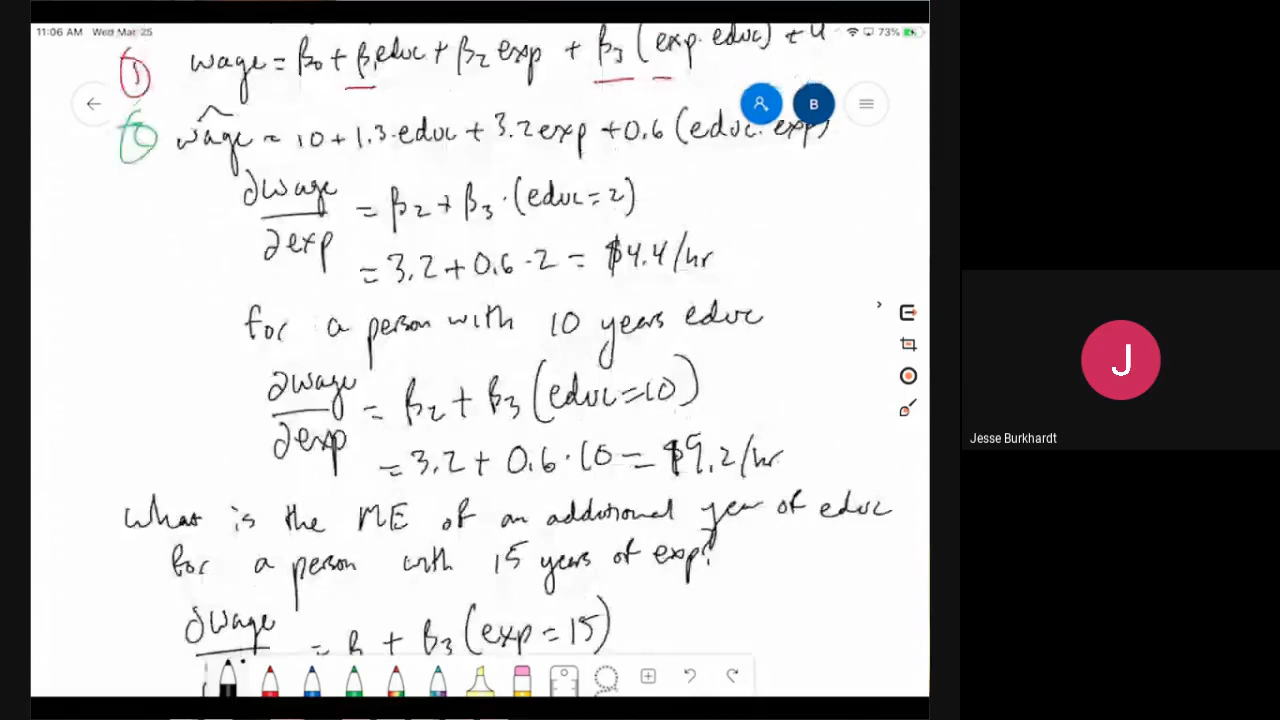 11:06 AM Wed Mar 25
73%
① wage = β0 + β1educ + β2 exp + β3 (exp·educ) + u
B
wage = 10 + 1.3·educ + 3.2 exp + 0.6 (educ·exp)
∂wage/∂exp = β2 + β3·(educ=2)
= 3.2 + 0.6·2 = $4.4/hr
for a person with 10 years educ
∂wage/∂exp = β2 + β3 (educ=10)
= 3.2 + 0.6·10 = $9.2/hr
J
Jesse Burkhardt
What is the ME of an additional year of educ
for a person with 15 years of exp?
∂wage = β + β3 (exp=15)